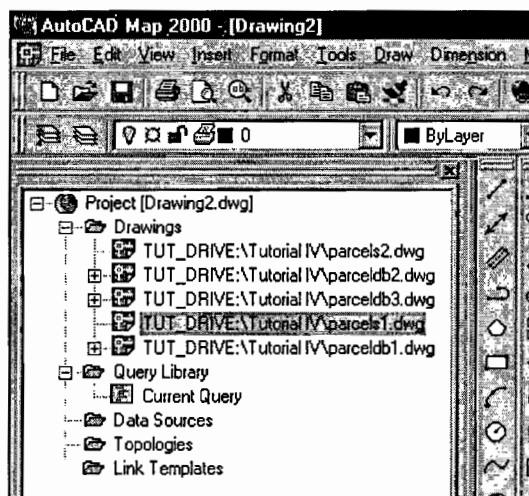 AutoCAD Map 2000 - [Drawing2]
File Edit View Insert Format Tools Draw Dimension
0 ByLayer
Project [Drawing2.dwg]
Drawings
TUT_DRIVE:\Tutorial IV\parcels2.dwg
TUT_DRIVE:\Tutorial IV\parceldb2.dwg
TUT_DRIVE:\Tutorial IV\parceldb3.dwg
TUT_DRIVE:\Tutorial IV\parcels1.dwg
TUT_DRIVE:\Tutorial IV\parceldb1.dwg
Query Library
Current Query
Data Sources
Topologies
Link Templates